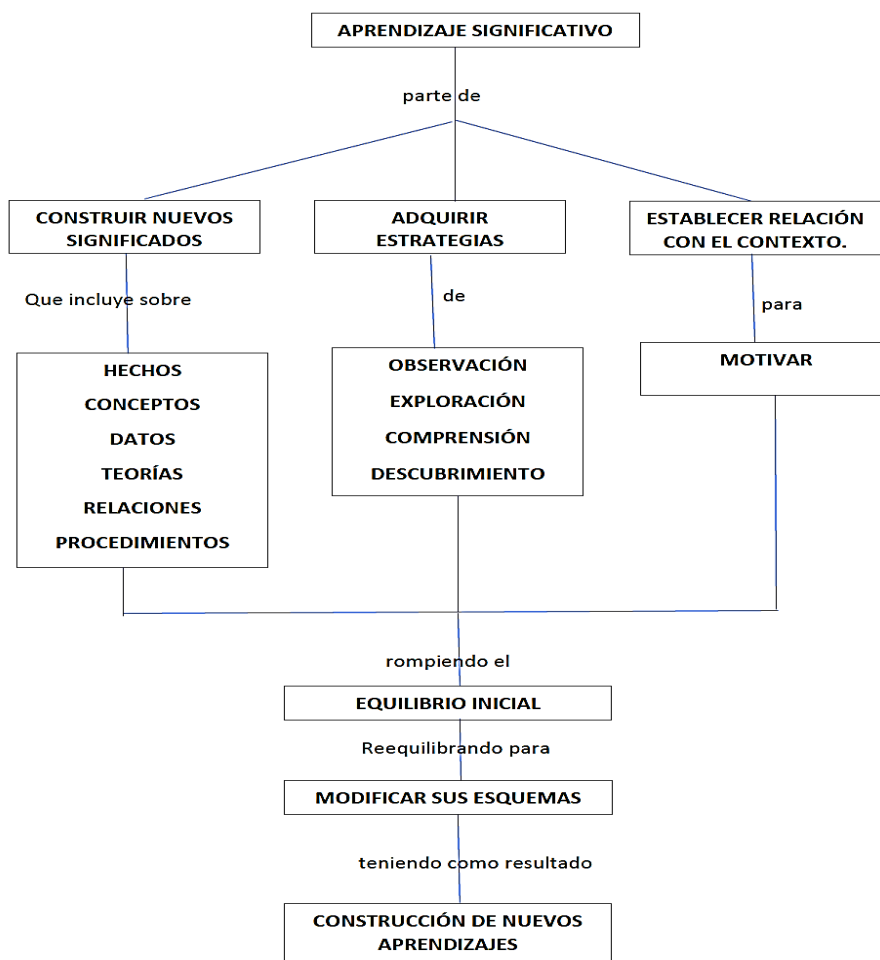 APRENDIZAJE SIGNIFICATIVO
parte de
CONSTRUIR NUEVOS
SIGNIFICADOS
ADQUIRIR
ESTRATEGIAS
ESTABLECER RELACIÓN
CON EL CONTEXTO.
Que incluye sobre
de
para
HECHOS
CONCEPTOS
DATOS
TEORÍAS
RELACIONES
PROCEDIMIENTOS
OBSERVACIÓN
EXPLORACIÓN
COMPRENSIÓN
DESCUBRIMIENTO
MOTIVAR
rompiendo el
EQUILIBRIO INICIAL
Reequilibrando para
MODIFICAR SUS ESQUEMAS
teniendo como resultado
CONSTRUCCIÓN DE NUEVOS
APRENDIZAJES